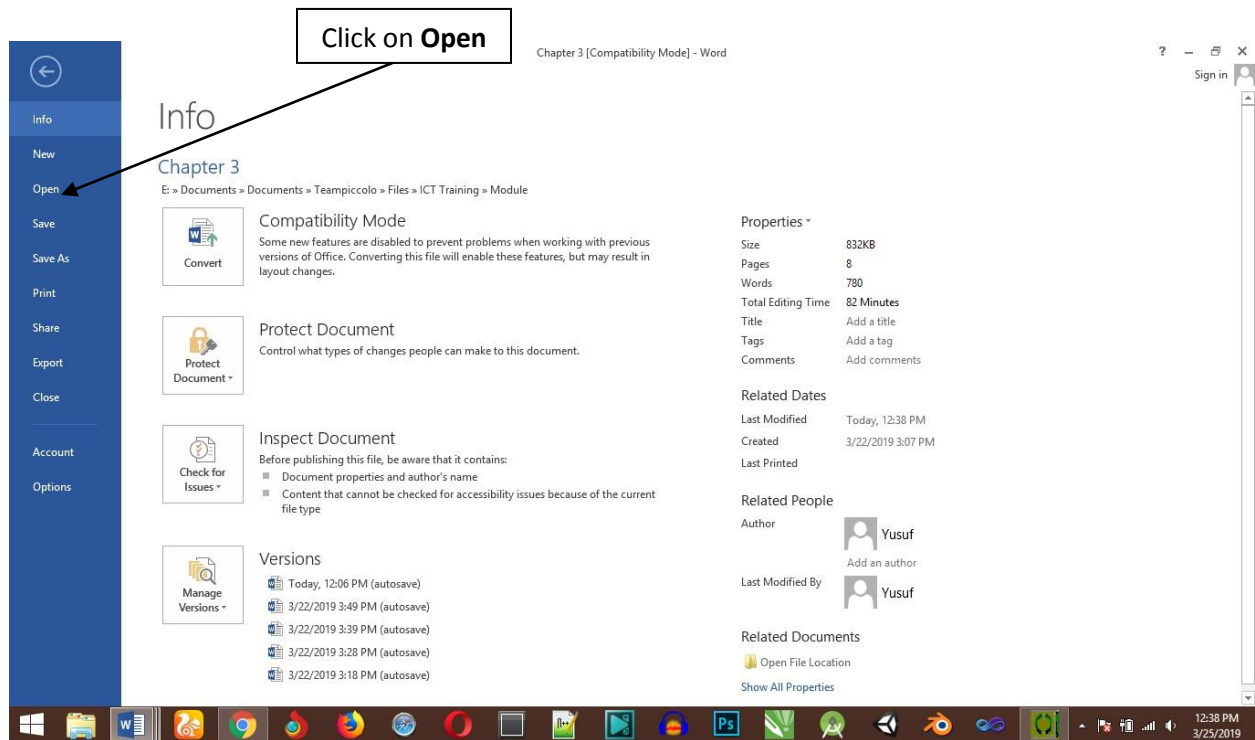 Click on Open
Chapter 3 [Compatibility Mode] - Word
?
Sign in
Info
New
Open
Save
Save As
Print
Share
Export
Close
Account
Options
Info
Chapter 3
E: » Documents » Documents » Teampiccolo » Files » ICT Training » Module
Convert
Compatibility Mode
Some new features are disabled to prevent problems when working with previous
versions of Office. Converting this file will enable these features, but may result in
layout changes.
Protect
Document
Protect Document
Control what types of changes people can make to this document.
Check for
Issues
Inspect Document
Before publishing this file, be aware that it contains:
Document properties and author's name
Content that cannot be checked for accessibility issues because of the current
file type
Manage
Versions
Versions
Today, 12:06 PM (autosave)
3/22/2019 3:49 PM (autosave)
3/22/2019 3:39 PM (autosave)
3/22/2019 3:28 PM (autosave)
3/22/2019 3:18 PM (autosave)
Properties
Size 832KB
Pages 8
Words 780
Total Editing Time 82 Minutes
Title Add a title
Tags Add a tag
Comments Add comments
Related Dates
Last Modified Today, 12:38 PM
Created 3/22/2019 3:07 PM
Last Printed
Related People
Author Yusuf
Add an author
Last Modified By Yusuf
Related Documents
Open File Location
Show All Properties
W
Ps
12:38 PM
3/25/2019